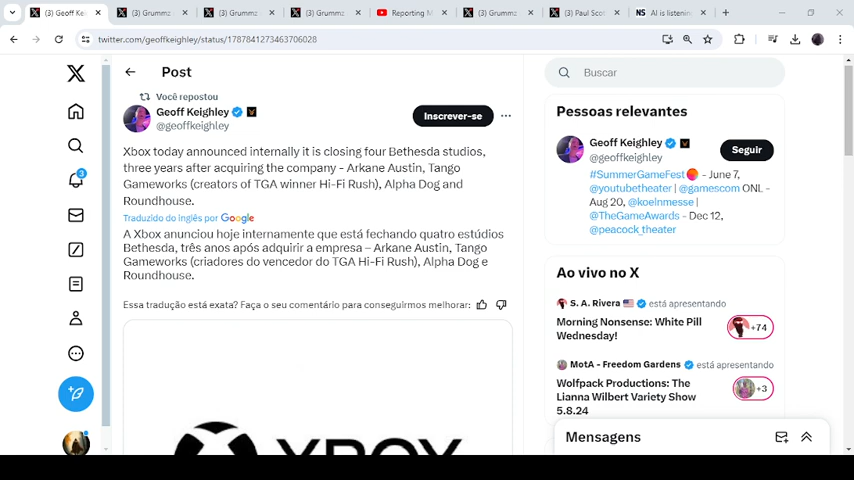 (3) Geoff Ke
(3) Grummz
(3) Grummz
(3) Grummz
Reporting M
(3) Grummz
(3) Paul Scot
NS AI is listenin
twitter.com/geoffkeighley/status/1787841273463706028
Post
Buscar
Você repostou
Geoff Keighley
@geoffkeighley
Inscrever-se
Xbox today announced internally it is closing four Bethesda studios,
three years after acquiring the company – Arkane Austin, Tango
Gameworks (creators of TGA winner Hi-Fi Rush), Alpha Dog and
Roundhouse.
Traduzido do inglês por Google
A Xbox anunciou hoje internamente que está fechando quatro estúdios
Bethesda, três anos após adquirir a empresa – Arkane Austin, Tango
Gameworks (criadores do vencedor do TGA Hi-Fi Rush), Alpha Dog e
Roundhouse.
Essa tradução está exata? Faça o seu comentário para conseguirmos melhorar:
XBOX
3
Pessoas relevantes
Geoff Keighley
@geoffkeighley
Seguir
#SummerGameFest - June 7,
@youtubetheater | @gamescom ONL -
Aug 20, @koelnmesse |
@TheGameAwards - Dec 12,
@peacock_theater
Ao vivo no X
S. A. Rivera está apresentando
Morning Nonsense: White Pill
Wednesday!
+74
MotA - Freedom Gardens está apresentando
Wolfpack Productions: The
Lianna Wilbert Variety Show
5.8.24
+3
Mensagens